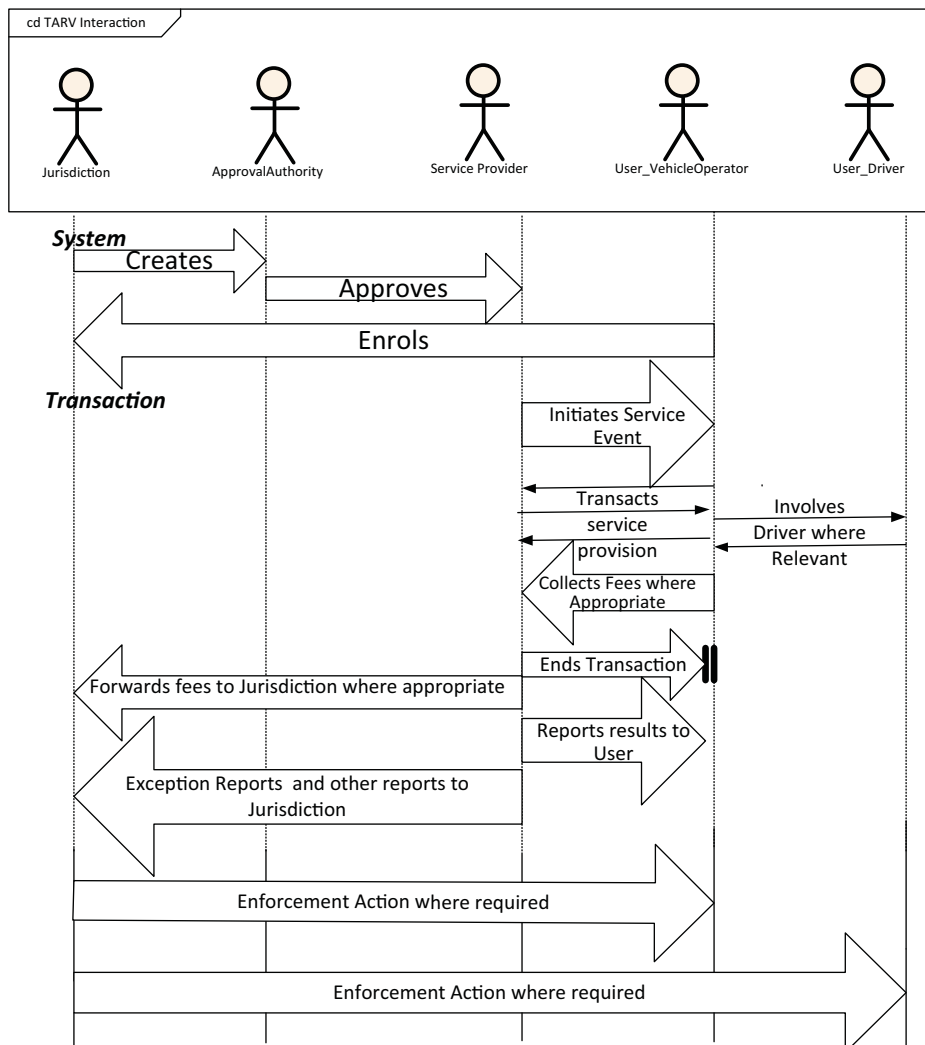 cd TARV Interaction
Jurisdiction
ApprovalAuthority
Service Provider
User_VehicleOperator
User_Driver
System
Creates
Approves
Enrols
Transaction
Initiates Service
Event
Transacts
service
provision
Involves
Driver where
Relevant
Collects Fees where
Appropriate
Ends Transaction
Forwards fees to Jurisdiction where appropriate
Reports results to
User
Exception Reports and other reports to
Jurisdiction
Enforcement Action where required
Enforcement Action where required